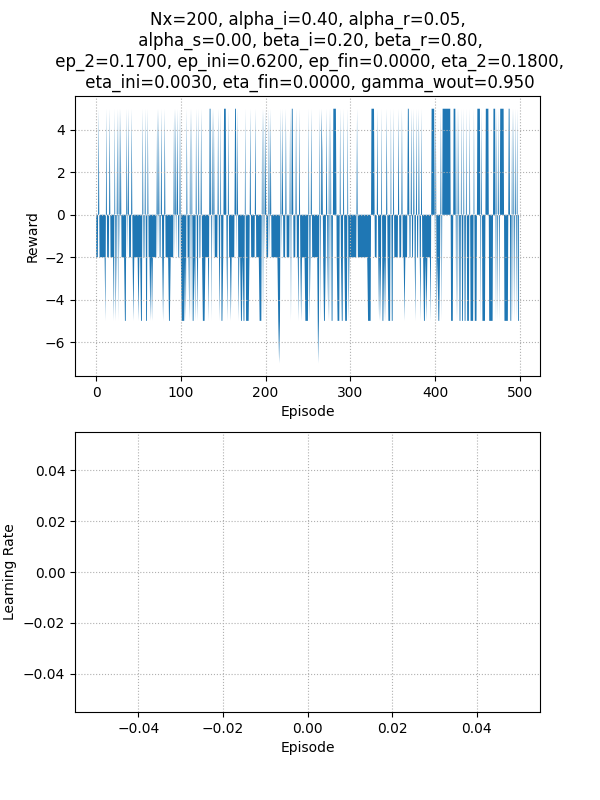 Nx=200, alpha_i=0.40, alpha_r=0.05,
alpha_s=0.00, beta_i=0.20, beta_r=0.80,
ep_2=0.1700, ep_ini=0.6200, ep_fin=0.0000, eta_2=0.1800,
eta_ini=0.0030, eta_fin=0.0000, gamma_wout=0.950
4
2
0
−2
−4
−6
Reward
0 100 200 300 400 500
Episode
0.04
0.02
0.00
−0.02
−0.04
Learning Rate
−0.04 −0.02 0.00 0.02 0.04
Episode